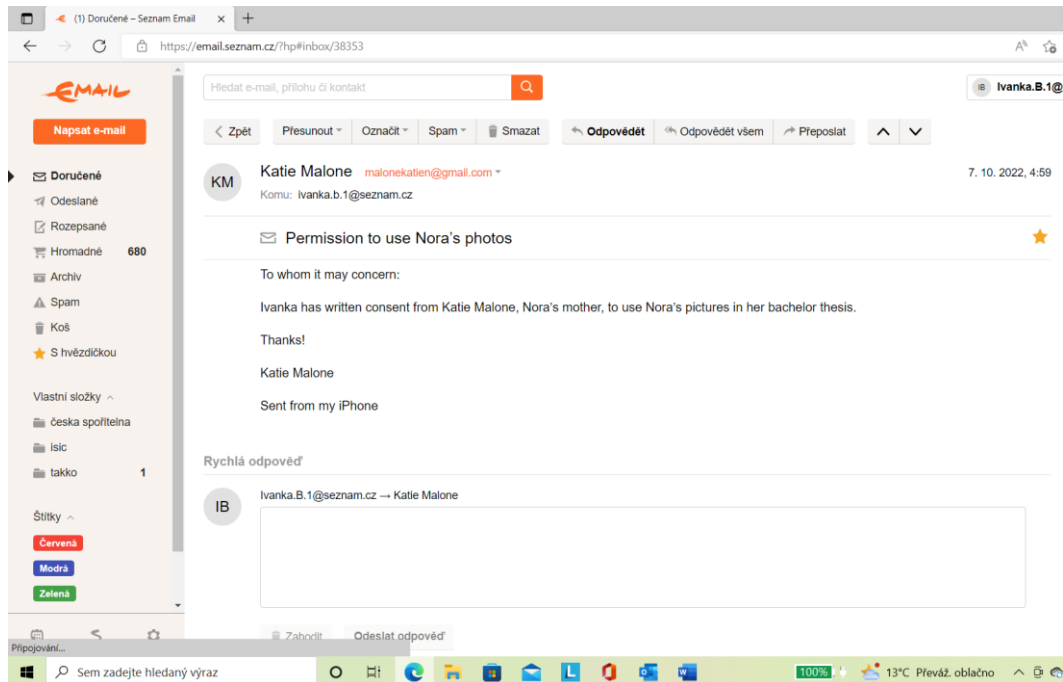 (1) Doručené – Seznam Email
https://email.seznam.cz/?hp#inbox/38353
EMAIL
Hledat e-mail, přílohu či kontakt
IB Ivanka.B.1@
Napsat e-mail
Zpět Přesunout Označit Spam Smazat Odpovědět Odpovědět všem Přeposlat
Doručené
Odeslané
Rozepsané
Hromadné 680
Archiv
Spam
Koš
S hvězdičkou
Vlastní složky
česka spořitelna
isic
takko 1
Štítky
Červená
Modrá
Zelená
KM
Katie Malone malonekatien@gmail.com
7. 10. 2022, 4:59
Komu: ivanka.b.1@seznam.cz
Permission to use Nora's photos
To whom it may concern:
Ivanka has written consent from Katie Malone, Nora's mother, to use Nora's pictures in her bachelor thesis.
Thanks!
Katie Malone
Sent from my iPhone
Rychlá odpověď
IB
Ivanka.B.1@seznam.cz → Katie Malone
Zahodit Odeslat odpověď
Připojování...
Sem zadejte hledaný výraz
100%
13°C Převáž. oblačno